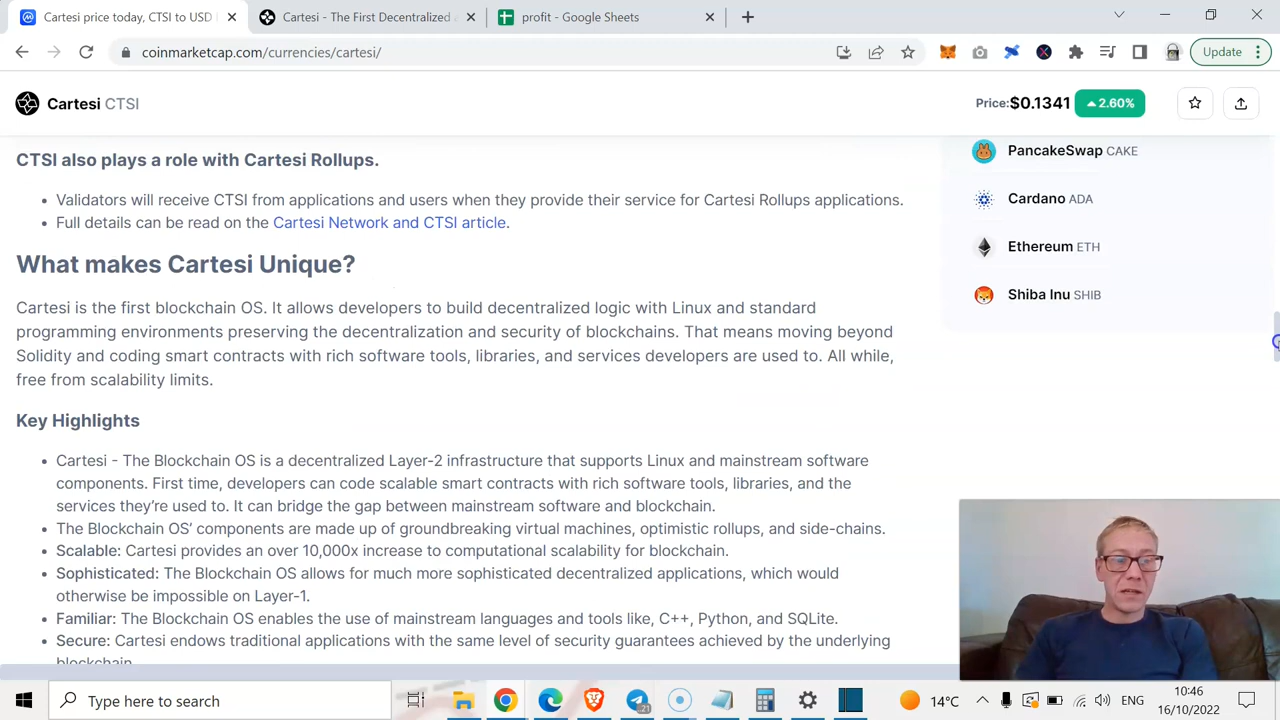 Cartesi price today, CTSI to USD
Cartesi - The First Decentralized
profit - Google Sheets
coinmarketcap.com/currencies/cartesi/
Update
Cartesi CTSI
Price:$0.1341 2.60%
CTSI also plays a role with Cartesi Rollups.
Validators will receive CTSI from applications and users when they provide their service for Cartesi Rollups applications.
Full details can be read on the Cartesi Network and CTSI article.
What makes Cartesi Unique?
Cartesi is the first blockchain OS. It allows developers to build decentralized logic with Linux and standard
programming environments preserving the decentralization and security of blockchains. That means moving beyond
Solidity and coding smart contracts with rich software tools, libraries, and services developers are used to. All while,
free from scalability limits.
Key Highlights
Cartesi - The Blockchain OS is a decentralized Layer-2 infrastructure that supports Linux and mainstream software
components. First time, developers can code scalable smart contracts with rich software tools, libraries, and the
services they're used to. It can bridge the gap between mainstream software and blockchain.
The Blockchain OS' components are made up of groundbreaking virtual machines, optimistic rollups, and side-chains.
Scalable: Cartesi provides an over 10,000x increase to computational scalability for blockchain.
Sophisticated: The Blockchain OS allows for much more sophisticated decentralized applications, which would
otherwise be impossible on Layer-1.
Familiar: The Blockchain OS enables the use of mainstream languages and tools like, C++, Python, and SQLite.
Secure: Cartesi endows traditional applications with the same level of security guarantees achieved by the underlying
blockchain.
PancakeSwap CAKE
Cardano ADA
Ethereum ETH
Shiba Inu SHIB
Type here to search
21
14°C
ENG
10:46
16/10/2022